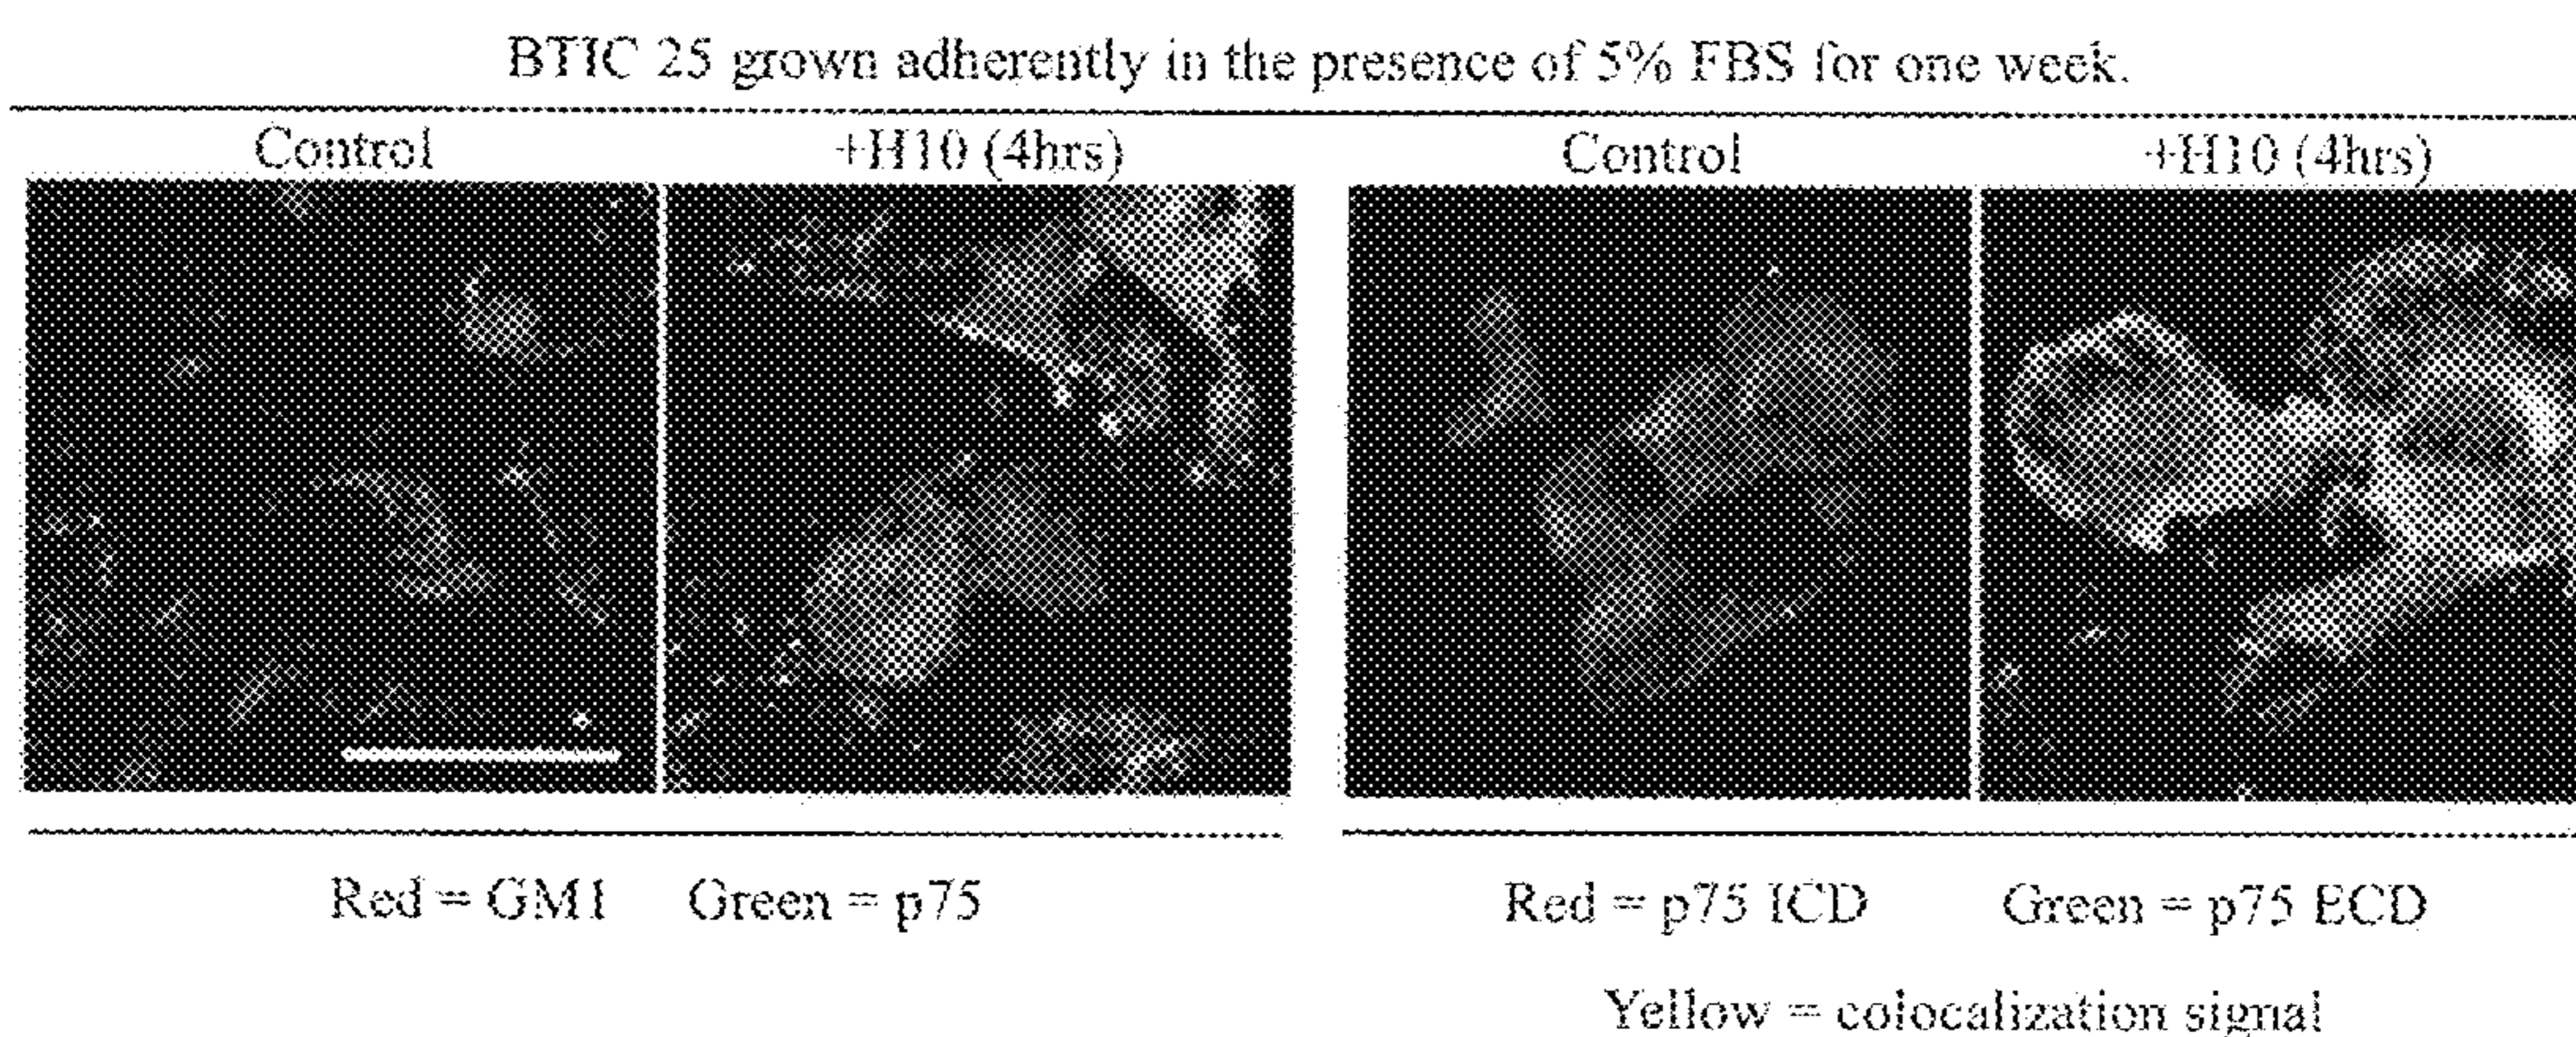 BTIC 25 grown adherently in the presence of 5% FBS for one week.
Control +H10 (4hrs) Control +H10 (4hrs)
Red = GM1 Green = p75 Red = p75 ICD Green = p75 ECD
Yellow = colocalization signal